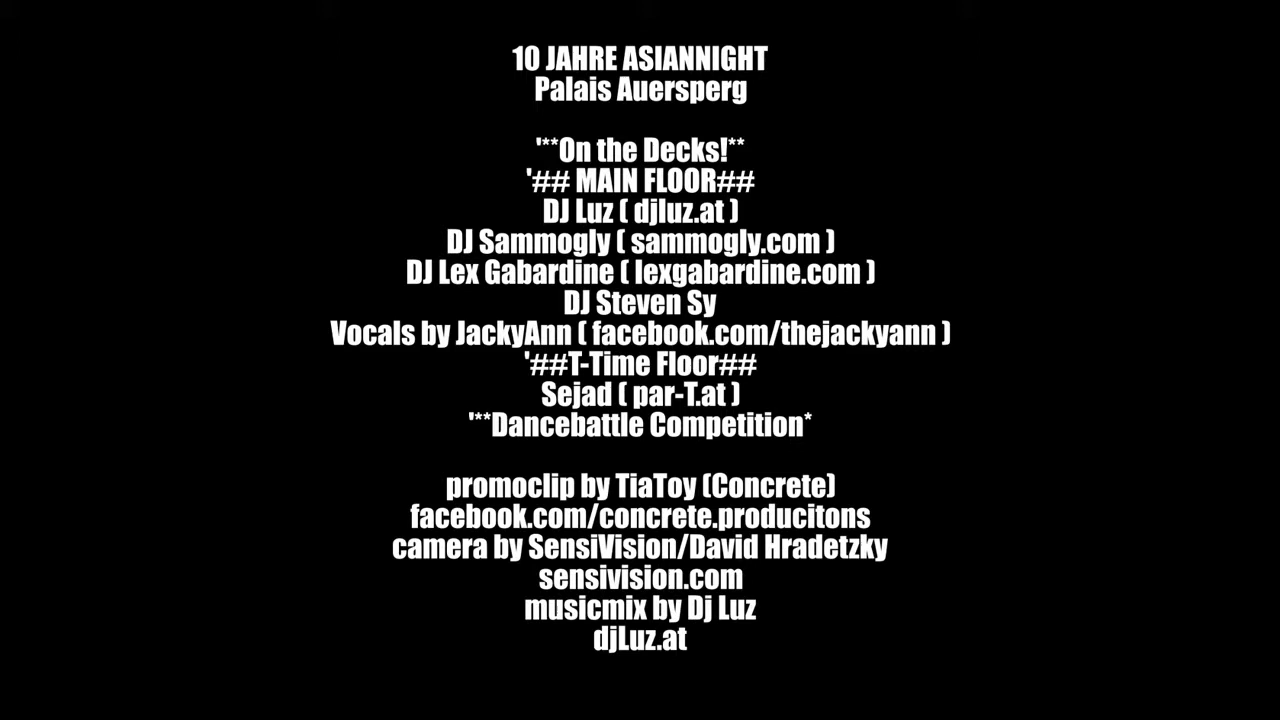 10 JAHRE ASIANNIGHT
Palais Auersperg
'**On the Decks!**
'## MAIN FLOOR##
DJ Luz ( djluz.at )
DJ Sammogly ( sammogly.com )
DJ Lex Gabardine ( lexgabardine.com )
DJ Steven Sy
Vocals by JackyAnn ( facebook.com/thejackyann )
'##T-Time Floor##
Sejad ( par-T.at )
'**Dancebattle Competition*
promoclip by TiaToy (Concrete)
facebook.com/concrete.producitons
camera by SensiVision/David Hradetzky
sensivision.com
musicmix by Dj Luz
djLuz.at